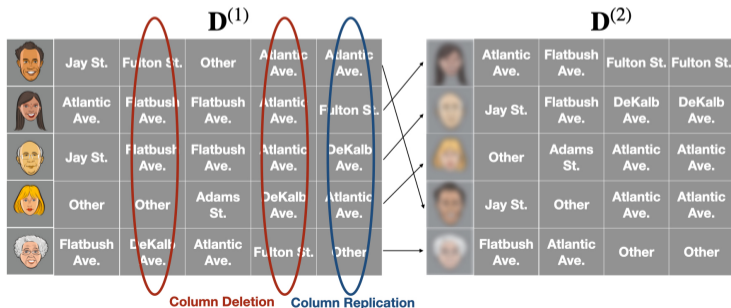 D(1) D(2)
Jay St. Fulton St. Other Atlantic Ave. Atlantic Ave.
Atlantic Ave. Flatbush Ave. Flatbush Ave. Atlantic Ave. Fulton St.
Jay St. Flatbush Ave. Flatbush Ave. Atlantic Ave. DeKalb Ave.
Other Other Adams St. DeKalb Ave. Atlantic Ave.
Flatbush Ave. DeKalb Ave. Atlantic Ave. Fulton St. Other
Atlantic Ave. Flatbush Ave. Fulton St. Fulton St.
Jay St. Flatbush Ave. DeKalb Ave. DeKalb Ave.
Other Adams St. Atlantic Ave. Atlantic Ave.
Jay St. Other Atlantic Ave. Atlantic Ave.
Flatbush Ave. Atlantic Ave. Other Other
Column Deletion Column Replication